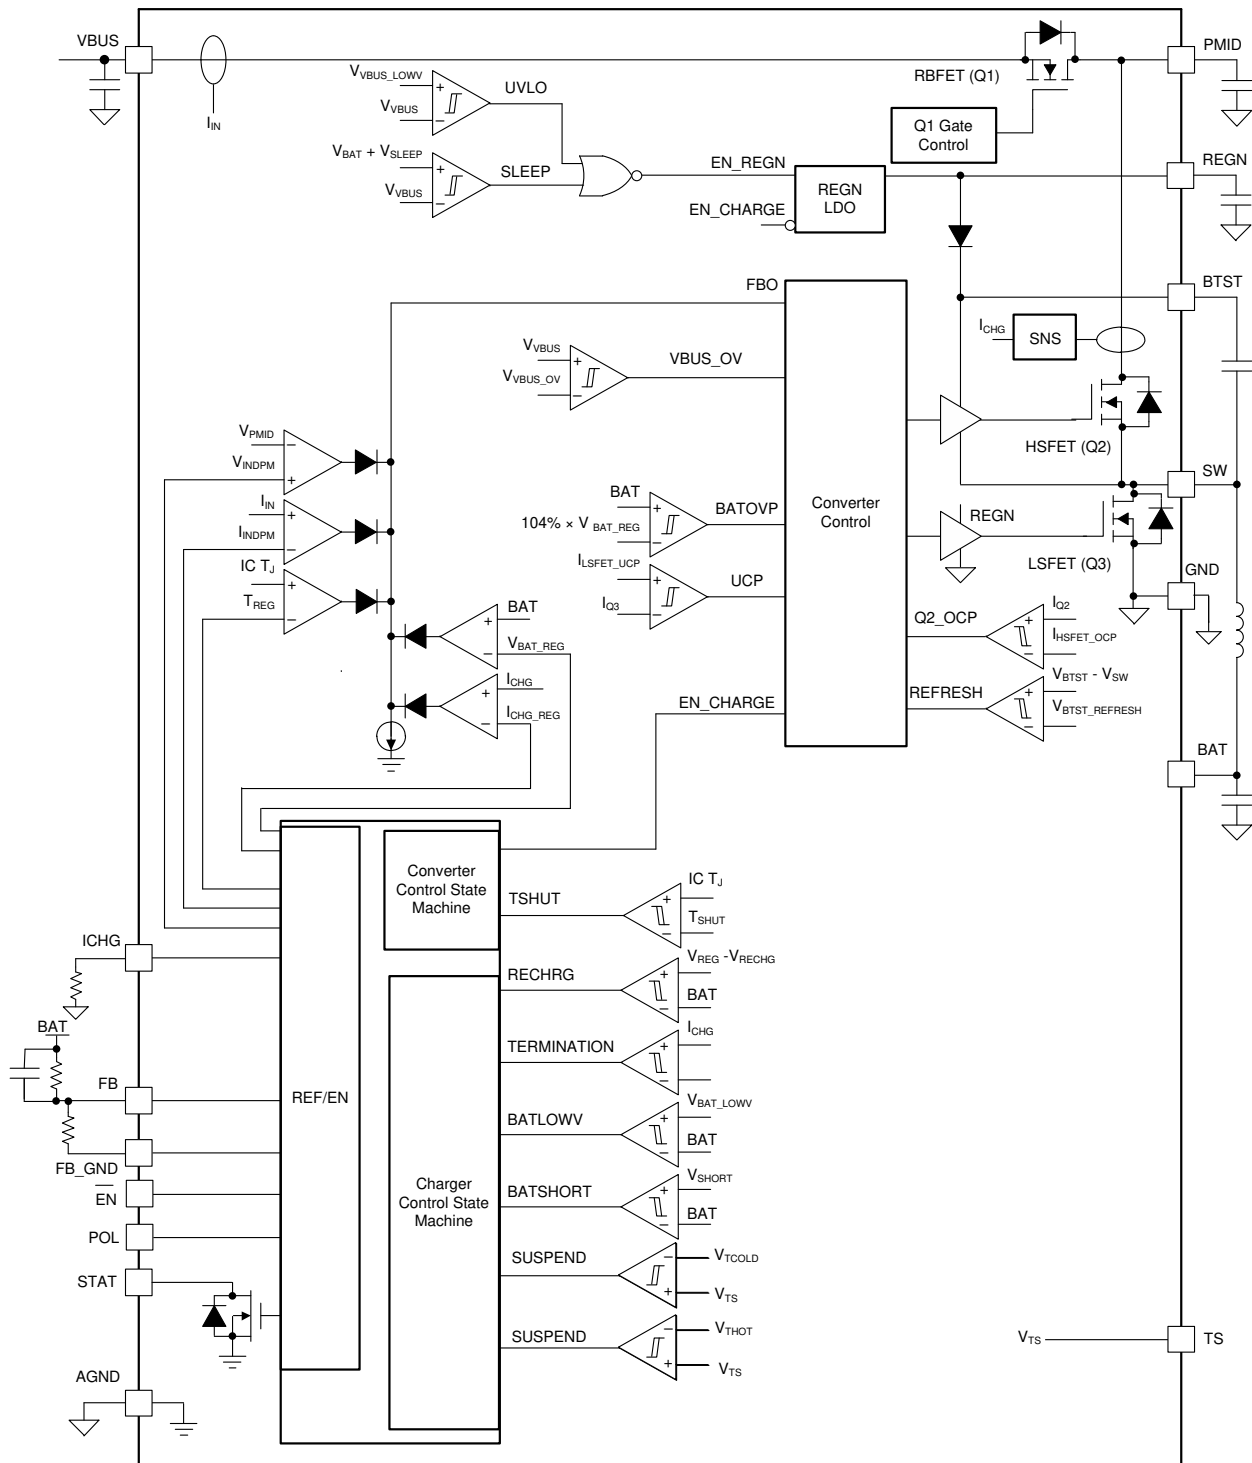 VBUS
PMID
RBFET (Q1)
VVBUS_LOWV
UVLO
VVBUS
IIN
Q1 Gate
Control
VBAT + VSLEEP
SLEEP
VVBUS
EN_REGN
REGN
REGN
LDO
EN_CHARGE
FBO
BTST
ICHG
SNS
VVBUS
VVBUS_OV
VBUS_OV
VPMID
VINDPM
HSFET (Q2)
SW
IIN
IINDPM
BAT
104% × VBAT_REG
BATOVP
Converter
Control
REGN
IC TJ
TREG
ILSFET_UCP
IQ3
UCP
LSFET (Q3)
GND
BAT
VBAT_REG
Q2_OCP
IQ2
IHSFET_OCP
ICHG
ICHG_REG
EN_CHARGE
REFRESH
VBTST - VSW
VBTST_REFRESH
BAT
Converter
Control State
Machine
TSHUT
IC TJ
TSHUT
ICHG
RECHRG
VREG -VRECHG
BAT
BAT
TERMINATION
ICHG
FB
REF/EN
BATLOWV
VBAT_LOWV
BAT
FB_GND
EN
Charger
Control State
Machine
BATSHORT
VSHORT
BAT
POL
STAT
SUSPEND
VTCOLD
VTS
SUSPEND
VTHOT
VTS
VTS
TS
AGND